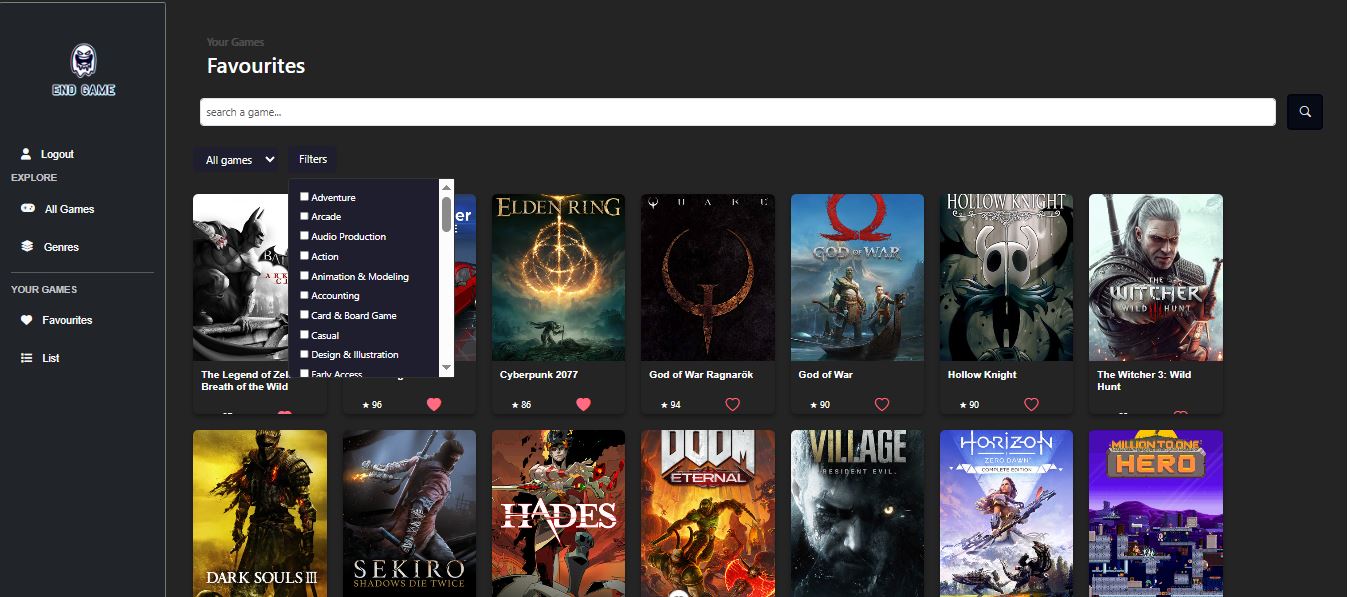 END GAME
Logout
EXPLORE
All Games
Genres
YOUR GAMES
Favourites
List
Your Games
Favourites
search a game...
All games
Filters
Adventure
Arcade
Audio Production
Action
Animation & Modeling
Accounting
Card & Board Game
Casual
Design & Illustration
Early Access
ELDEN RING
QUAKE
GOD OF WAR
HOLLOW KNIGHT
THE
WITCHER
WILD HUNT
The Legend of
Breath of the Wild
Cyberpunk 2077
God of War Ragnarök
God of War
Hollow Knight
The Witcher 3: Wild
Hunt
★ 96
★ 86
★ 94
★ 90
★ 90
DARK SOULS III
SEKIRO
SHADOWS DIE TWICE
HADES
DOOM
ETERNAL
VILLAGE
RESIDENT EVIL
HORIZON
ZERO DAWN
COMPLETE EDITION
MILLION TO ONE
HERO